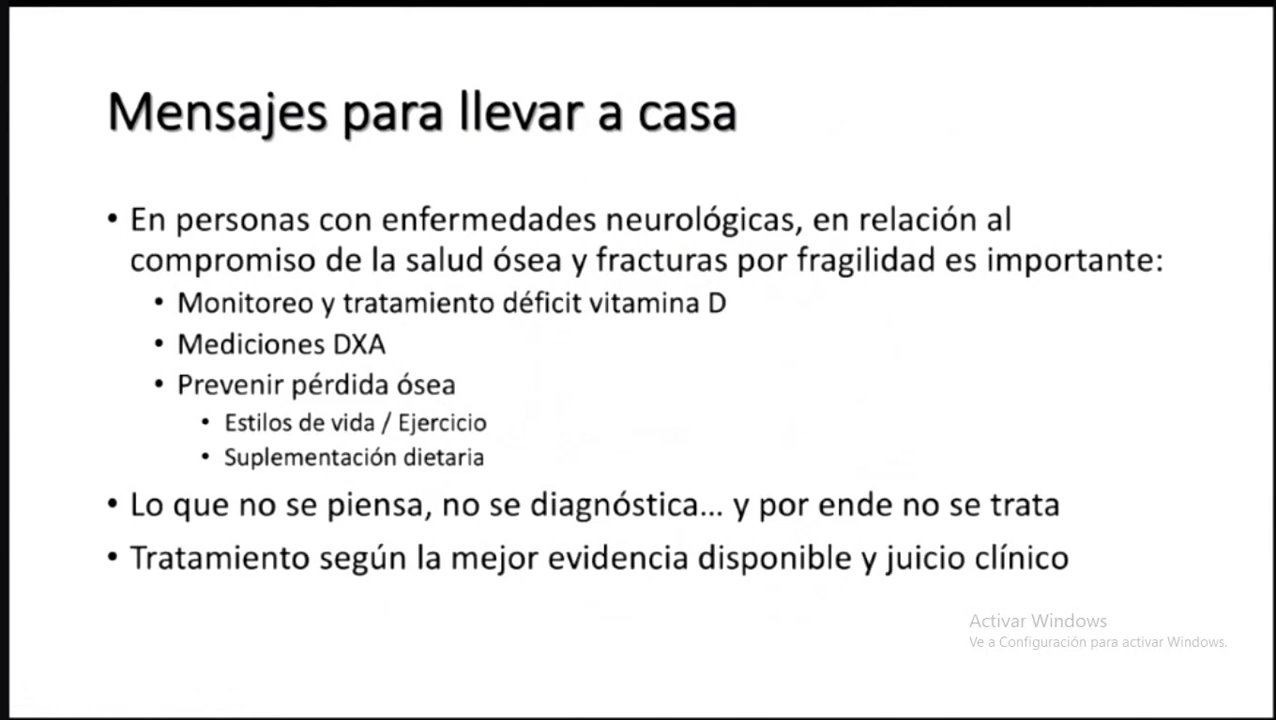 Mensajes para llevar a casa
• En personas con enfermedades neurológicas, en relación al
compromiso de la salud ósea y fracturas por fragilidad es importante:
• Monitoreo y tratamiento déficit vitamina D
• Mediciones DXA
• Prevenir pérdida ósea
• Estilos de vida / Ejercicio
• Suplementación dietaria
• Lo que no se piensa, no se diagnóstica... y por ende no se trata
• Tratamiento según la mejor evidencia disponible y juicio clínico
Activar Windows
Ve a Configuración para activar Windows.